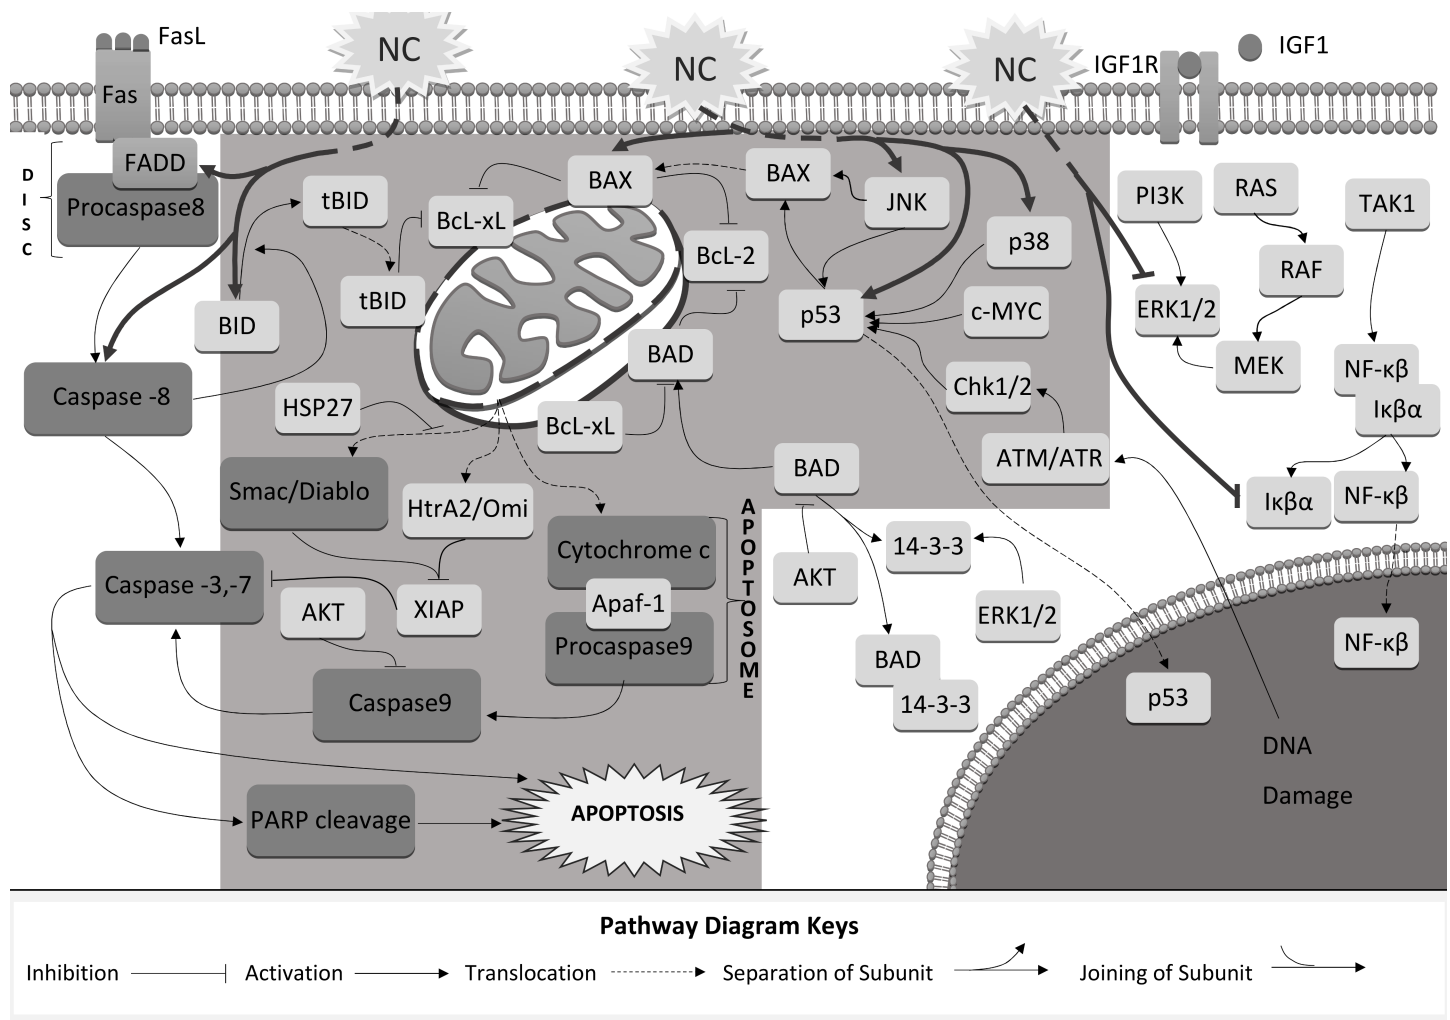 FasL
NC
NC
NC
IGF1R
IGF1
Fas
FADD
D
I
S
C
Procaspase8
tBID
BcL-xL
BAX
BAX
JNK
PI3K
RAS
TAK1
p38
BcL-2
RAF
BID
tBID
p53
c-MYC
ERK1/2
BAD
MEK
NF-κβ
Iκβα
Caspase -8
HSP27
BcL-xL
Chk1/2
ATM/ATR
BAD
Smac/Diablo
HtrA2/Omi
Iκβα
NF-κβ
A
P
O
P
T
O
S
O
M
E
Cytochrome c
14-3-3
Caspase -3,-7
AKT
XIAP
Apaf-1
AKT
ERK1/2
Procaspase9
BAD
14-3-3
NF-κβ
Caspase9
p53
DNA
Damage
PARP cleavage
APOPTOSIS
Pathway Diagram Keys
Inhibition
Activation
Translocation
Separation of Subunit
Joining of Subunit